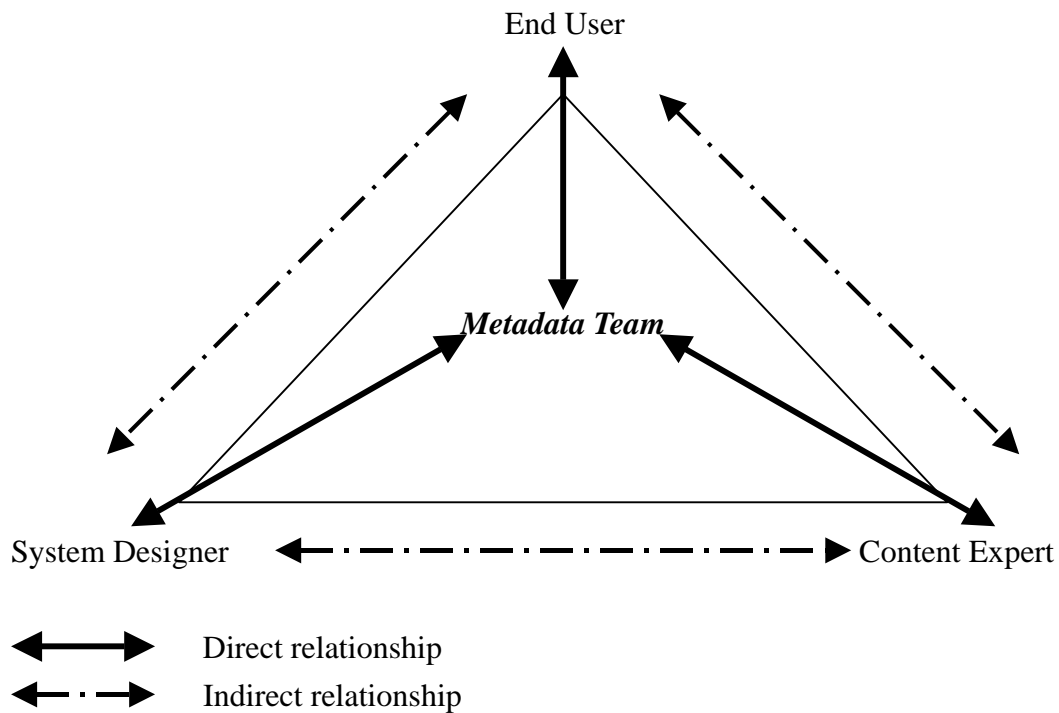 End User
Metadata Team
System Designer
Content Expert
Direct relationship
Indirect relationship